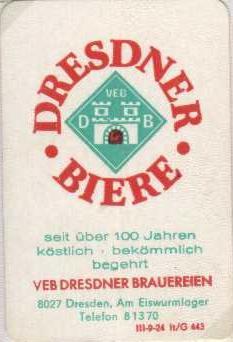 DRESDNER
VEB
D B
• BIERE •
seit über 100 Jahren
köstlich · bekömmlich
begehrt
VEB DRESDNER BRAUEREIEN
8027 Dresden, Am Eiswurmlager
Telefon 81370
III-9-24 It/G 443